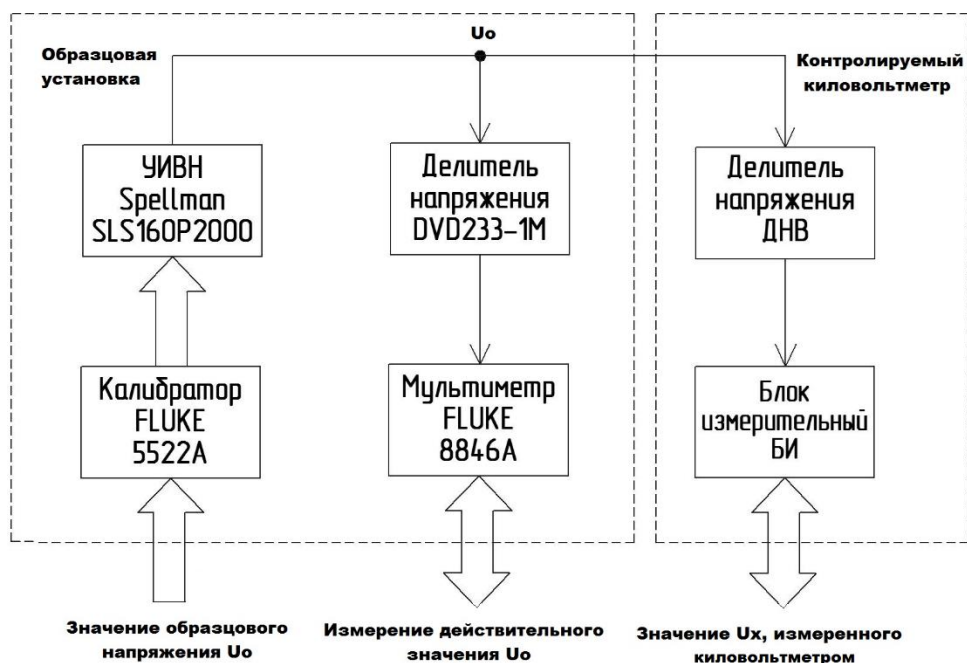 Uo
Образцовая
установка
Контролируемый
киловольтметр
УИВН
Spellman
SLS160P2000
Делитель
напряжения
DVD233-1М
Делитель
напряжения
ДНВ
Калибратор
FLUKE
5522A
Мультиметр
FLUKE
8846A
Блок
измерительный
БИ
Значение образцового
напряжения Uo
Измерение действительного
значения Uo
Значение Ux, измеренного
киловольтметром